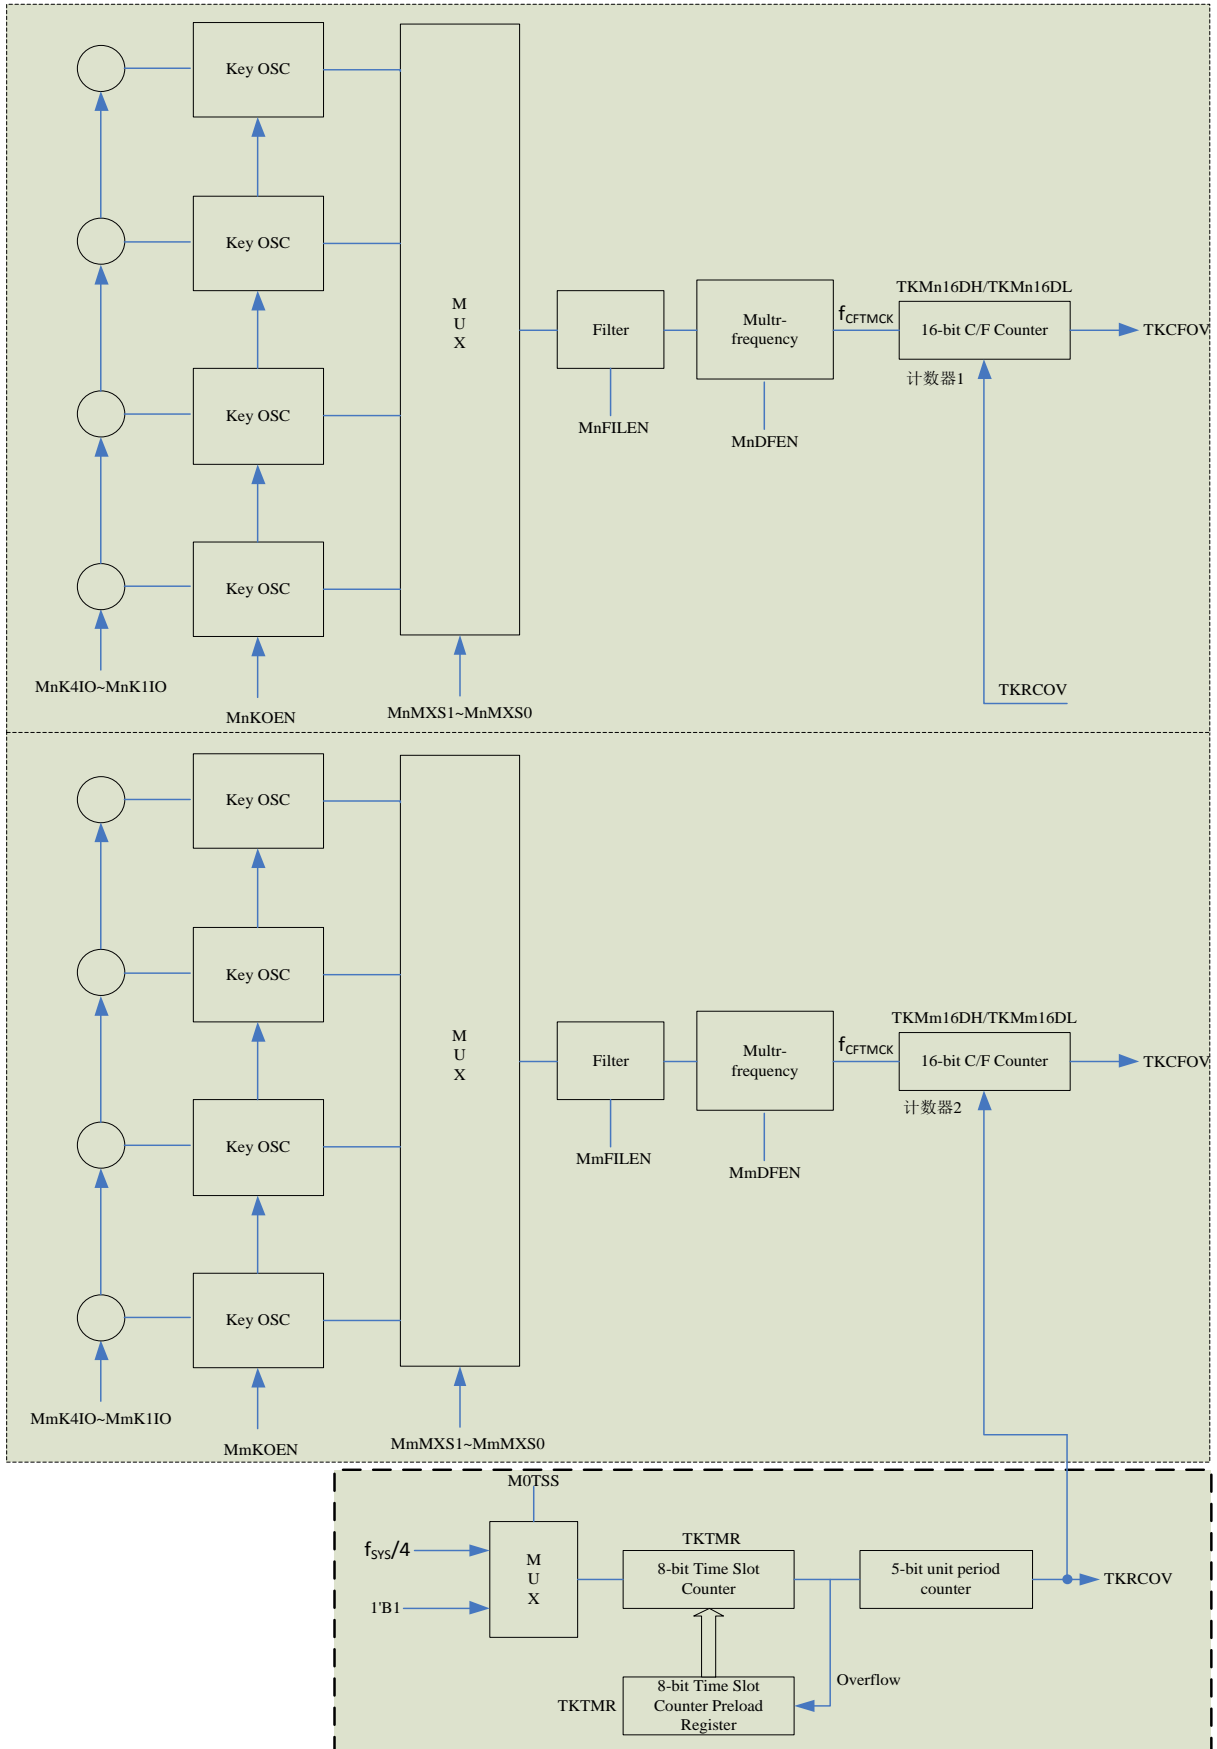 Key OSC
Key OSC
Key OSC
Key OSC
M
U
X
Filter
Multr-
frequency
fCFTMCK
TKMn16DH/TKMn16DL
16-bit C/F Counter
TKCFOV
计数器1
MnFILEN
MnDFEN
MnK4IO~MnK1IO
MnKOEN
MnMXS1~MnMXS0
TKRCOV
Key OSC
Key OSC
Key OSC
Key OSC
M
U
X
Filter
Multr-
frequency
fCFTMCK
TKMm16DH/TKMm16DL
16-bit C/F Counter
TKCFOV
计数器2
MmFILEN
MmDFEN
MmK4IO~MmK1IO
MmKOEN
MmMXS1~MmMXS0
M0TSS
fSYS/4
1'B1
M
U
X
TKTMR
8-bit Time Slot
Counter
5-bit unit period
counter
TKRCOV
Overflow
TKTMR
8-bit Time Slot
Counter Preload
Register